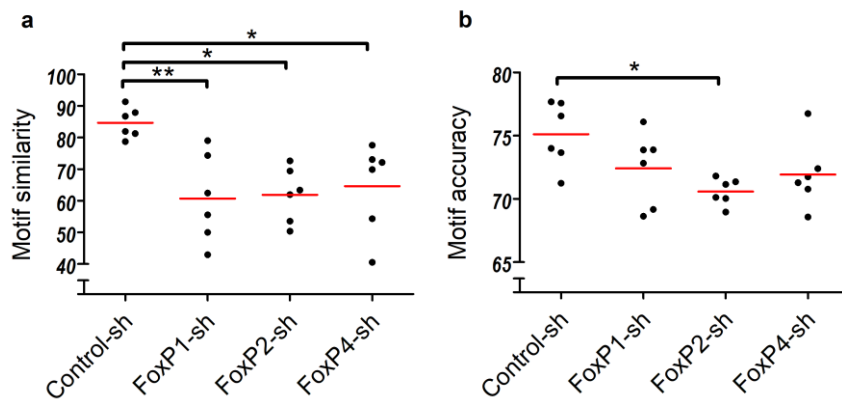 a
*
*
**
Motif similarity
100
90
80
70
60
50
40
Control-sh
FoxP1-sh
FoxP2-sh
FoxP4-sh
b
*
Motif accuracy
80
75
70
65
Control-sh
FoxP1-sh
FoxP2-sh
FoxP4-sh